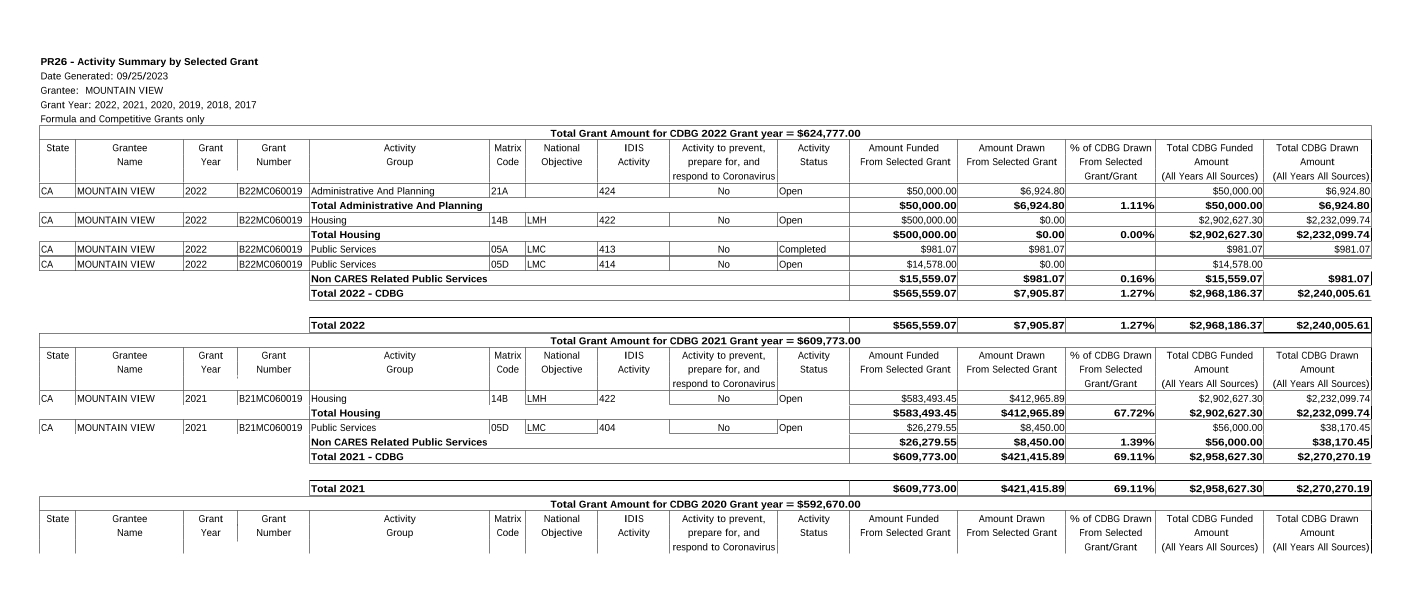 PR26 - Activity Summary by Selected Grant
Date Generated: 09/25/2023
Grantee: MOUNTAIN VIEW
Grant Year: 2022, 2021, 2020, 2019, 2018, 2017
Formula and Competitive Grants only
Total Grant Amount for CDBG 2022 Grant year = $624,777.00
State Grantee Grant Grant Activity Matrix National IDIS Activity to prevent, Activity Amount Funded Amount Drawn % of CDBG Drawn Total CDBG Funded Total CDBG Drawn
Name Year Number Group Code Objective Activity prepare for, and Status From Selected Grant From Selected Grant From Selected Amount Amount
respond to Coronavirus Grant/Grant (All Years All Sources) (All Years All Sources)
CA MOUNTAIN VIEW 2022 B22MC060019 Administrative And Planning 21A 424 No Open $50,000.00 $6,924.80 $50,000.00 $6,924.80
Total Administrative And Planning $50,000.00 $6,924.80 1.11% $50,000.00 $6,924.80
CA MOUNTAIN VIEW 2022 B22MC060019 Housing 14B LMH 422 No Open $500,000.00 $0.00 $2,902,627.30 $2,232,099.74
Total Housing $500,000.00 $0.00 0.00% $2,902,627.30 $2,232,099.74
CA MOUNTAIN VIEW 2022 B22MC060019 Public Services 05A LMC 413 No Completed $981.07 $981.07 $981.07 $981.07
CA MOUNTAIN VIEW 2022 B22MC060019 Public Services 05D LMC 414 No Open $14,578.00 $0.00 $14,578.00
Non CARES Related Public Services $15,559.07 $981.07 0.16% $15,559.07 $981.07
Total 2022 - CDBG $565,559.07 $7,905.87 1.27% $2,968,186.37 $2,240,005.61
Total 2022 $565,559.07 $7,905.87 1.27% $2,968,186.37 $2,240,005.61
Total Grant Amount for CDBG 2021 Grant year = $609,773.00
State Grantee Grant Grant Activity Matrix National IDIS Activity to prevent, Activity Amount Funded Amount Drawn % of CDBG Drawn Total CDBG Funded Total CDBG Drawn
Name Year Number Group Code Objective Activity prepare for, and Status From Selected Grant From Selected Grant From Selected Amount Amount
respond to Coronavirus Grant/Grant (All Years All Sources) (All Years All Sources)
CA MOUNTAIN VIEW 2021 B21MC060019 Housing 14B LMH 422 No Open $583,493.45 $412,965.89 $2,902,627.30 $2,232,099.74
Total Housing $583,493.45 $412,965.89 67.72% $2,902,627.30 $2,232,099.74
CA MOUNTAIN VIEW 2021 B21MC060019 Public Services 05D LMC 404 No Open $26,279.55 $8,450.00 $56,000.00 $38,170.45
Non CARES Related Public Services $26,279.55 $8,450.00 1.39% $56,000.00 $38,170.45
Total 2021 - CDBG $609,773.00 $421,415.89 69.11% $2,958,627.30 $2,270,270.19
Total 2021 $609,773.00 $421,415.89 69.11% $2,958,627.30 $2,270,270.19
Total Grant Amount for CDBG 2020 Grant year = $592,670.00
State Grantee Grant Grant Activity Matrix National IDIS Activity to prevent, Activity Amount Funded Amount Drawn % of CDBG Drawn Total CDBG Funded Total CDBG Drawn
Name Year Number Group Code Objective Activity prepare for, and Status From Selected Grant From Selected Grant From Selected Amount Amount
respond to Coronavirus Grant/Grant (All Years All Sources) (All Years All Sources)